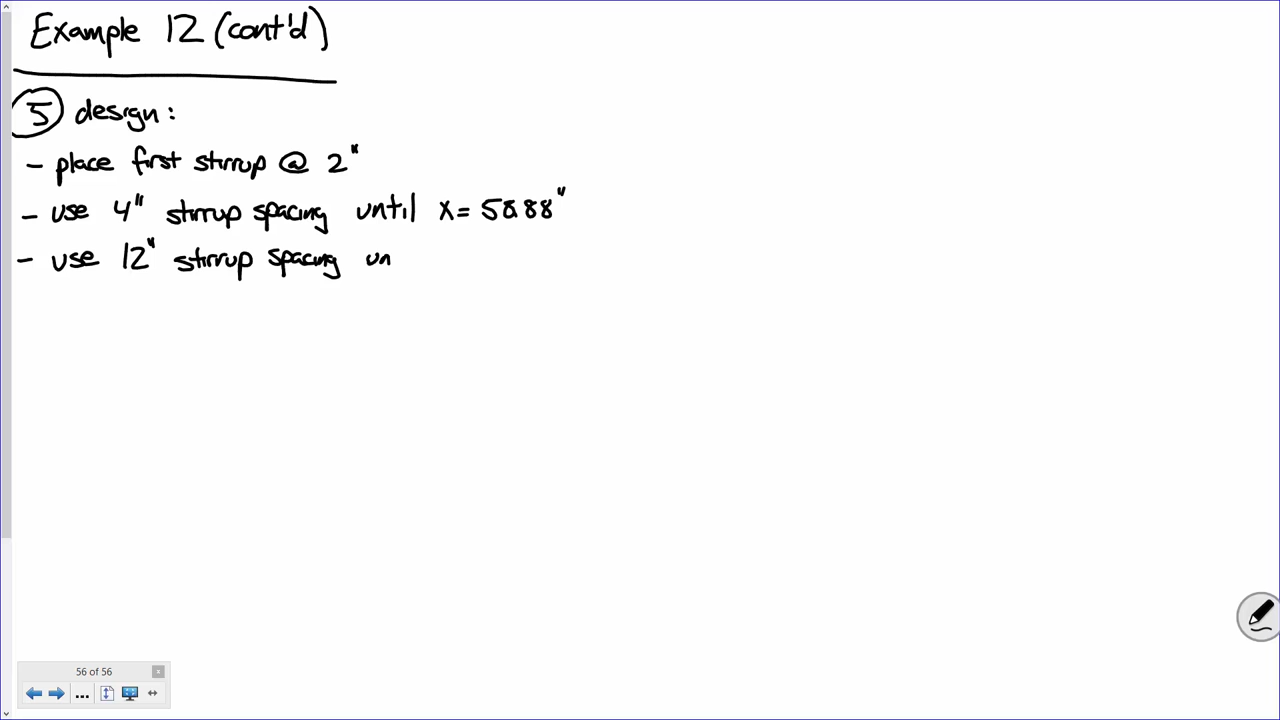 Example 12 (cont'd)
5 design:
- place first stirrup @ 2"
- use 4" stirrup spacing until x = 58.88"
- use 12" stirrup spacing un
56 of 56